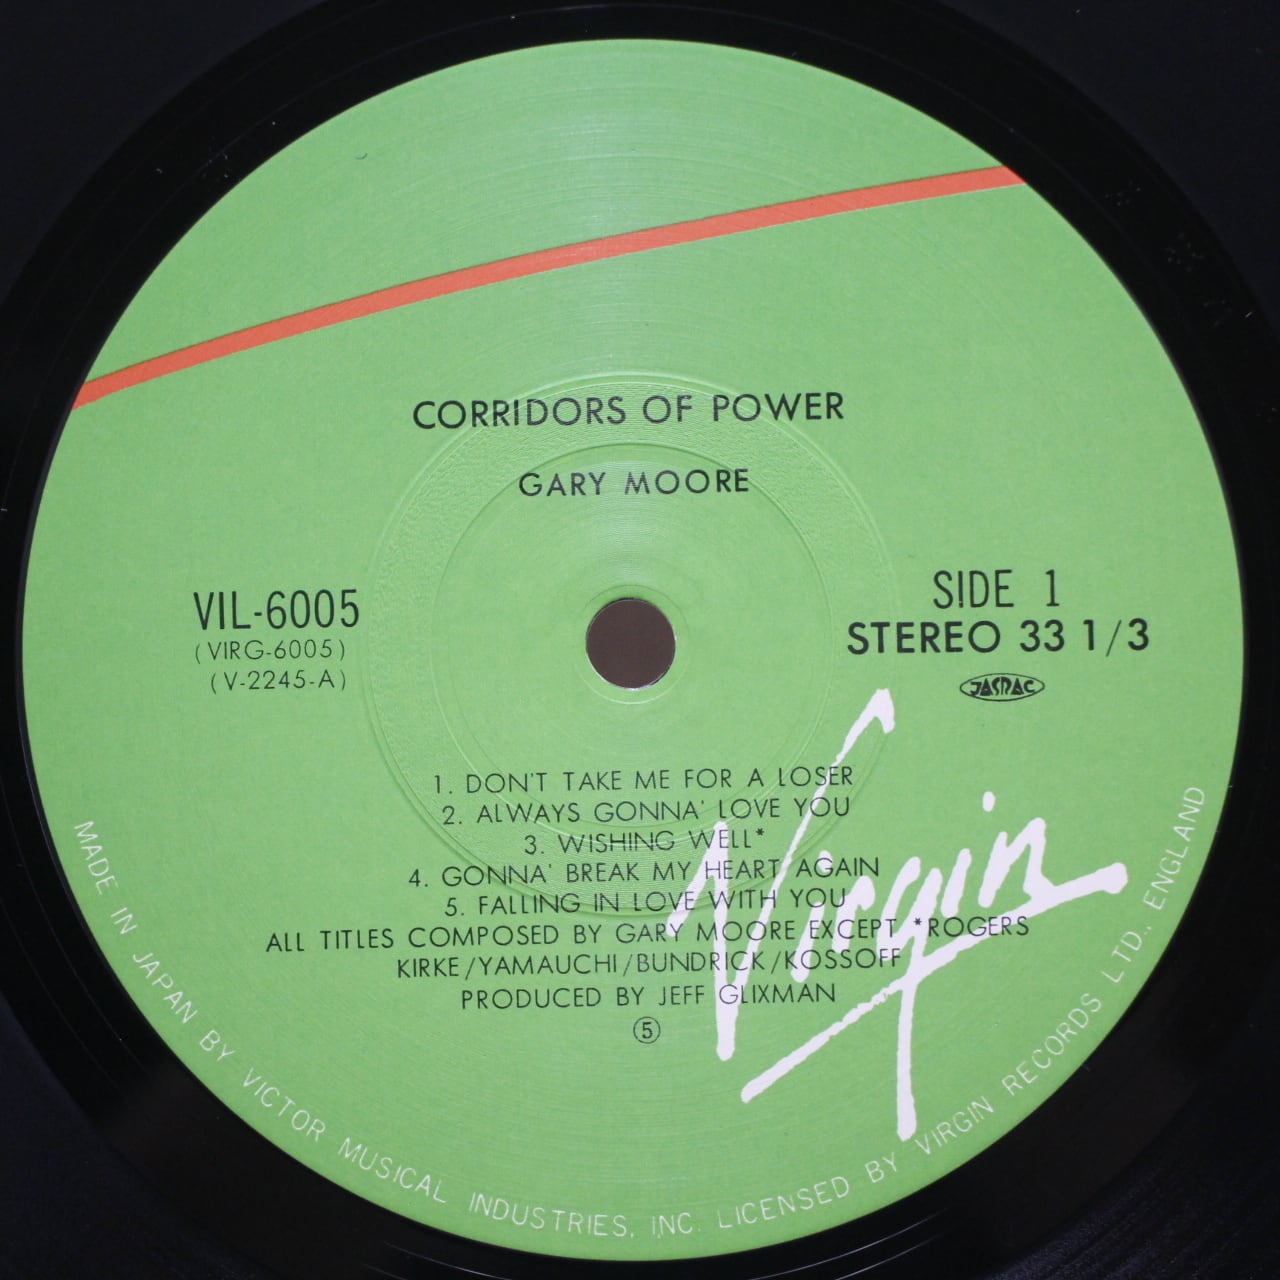 CORRIDORS OF POWER
GARY MOORE
VIL-6005
(VIRG-6005)
(V-2245-A)
SIDE 1
STEREO 33 1/3
JASRAC
1. DON'T TAKE ME FOR A LOSER
2. ALWAYS GONNA' LOVE YOU
3. WISHING WELL*
4. GONNA' BREAK MY HEART AGAIN
5. FALLING IN LOVE WITH YOU
ALL TITLES COMPOSED BY GARY MOORE EXCEPT *ROGERS
KIRKE/YAMAUCHI/BUNDRICK/KOSSOFF
PRODUCED BY JEFF GLIXMAN
⑤
Virgin
MADE IN JAPAN BY VICTOR MUSICAL INDUSTRIES, INC. LICENSED BY VIRGIN RECORDS LTD., ENGLAND